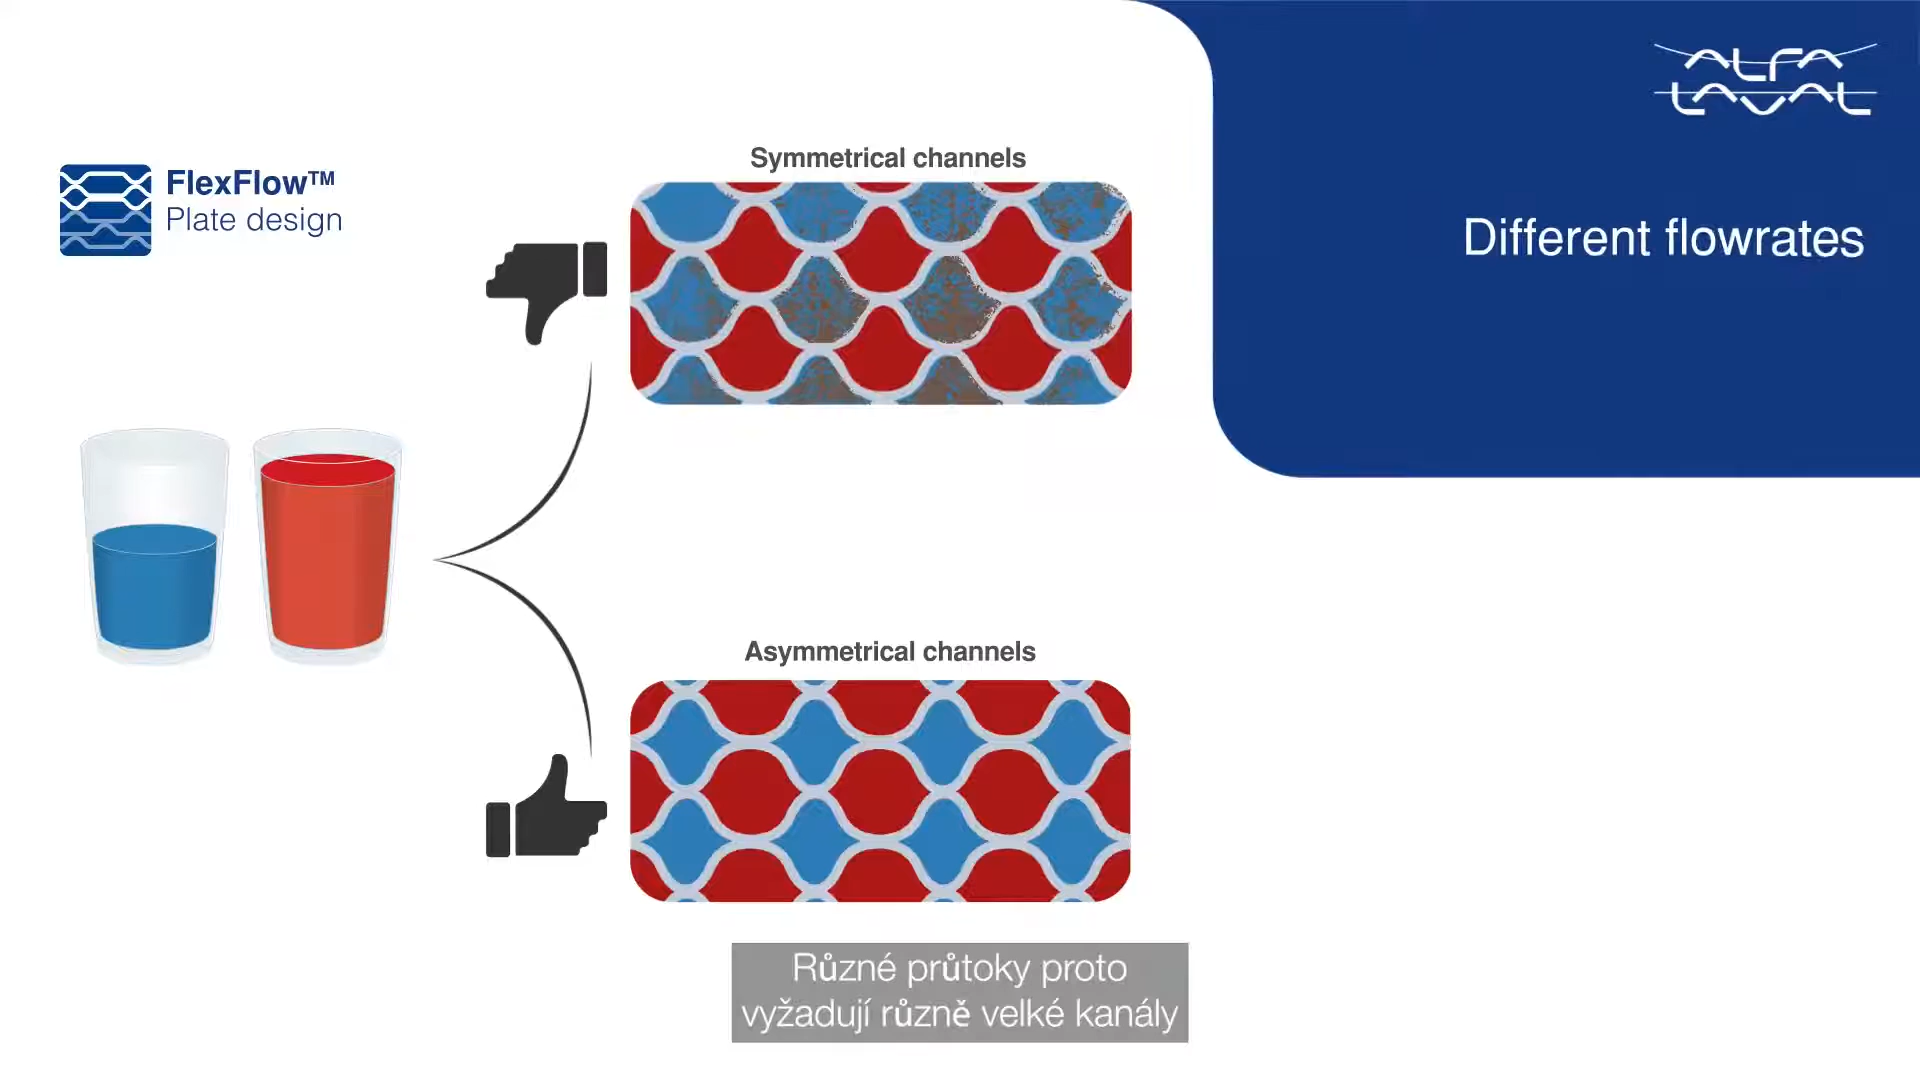 ALFA
LAVAL
Different flowrates
FlexFlow™
Plate design
Symmetrical channels
Asymmetrical channels
Různé průtoky proto
vyžadují různě velké kanály